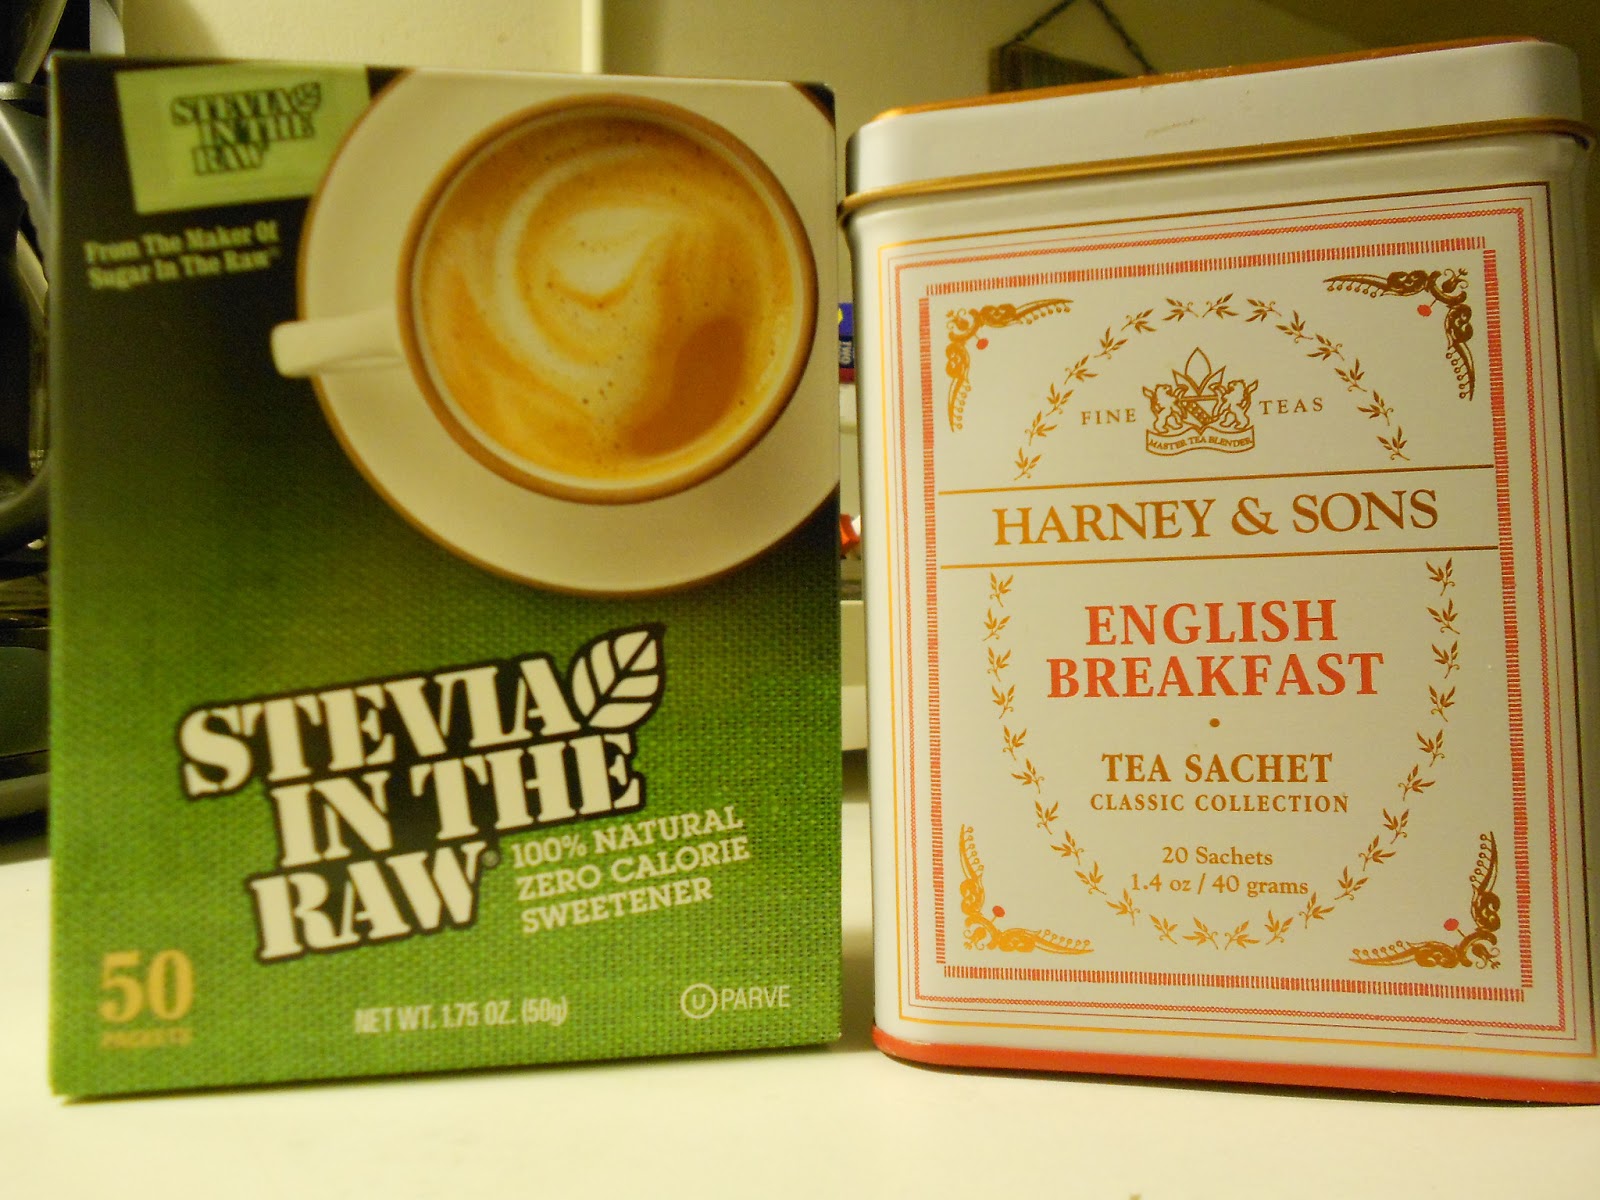 STEVIA
IN THE
RAW
From The Maker Of
Sugar In The Raw®
STEVIA
IN THE
RAW®
100% NATURAL
ZERO CALORIE
SWEETENER
50
PACKETS
NET WT. 1.75 OZ. (50g)
U PARVE
FINE TEAS
MASTER TEA BLENDER
HARNEY & SONS
ENGLISH
BREAKFAST
•
TEA SACHET
CLASSIC COLLECTION
20 Sachets
1.4 oz / 40 grams